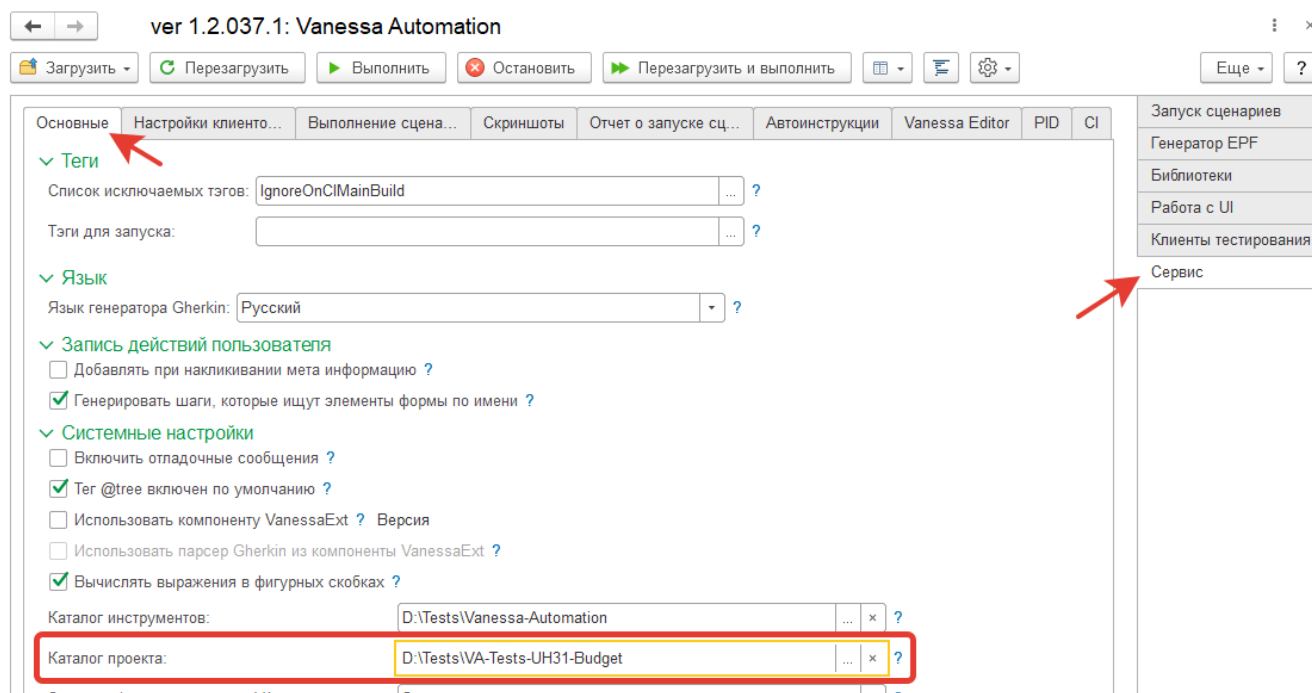 ver 1.2.037.1: Vanessa Automation
Загрузить Перезагрузить Выполнить Остановить Перезагрузить и выполнить Еще ?
Основные Настройки клиенто... Выполнение сцена... Скриншоты Отчет о запуске сц... Автоинструкции Vanessa Editor PID CI
Теги
Список исключаемых тэгов: IgnoreOnCIMainBuild ... ?
Тэги для запуска: ... ?
Язык
Язык генератора Gherkin: Русский ?
Запись действий пользователя
Добавлять при накликивании мета информацию ?
Генерировать шаги, которые ищут элементы формы по имени ?
Системные настройки
Включить отладочные сообщения ?
Тег @tree включен по умолчанию ?
Использовать компоненту VanessaExt ? Версия
Использовать парсер Gherkin из компоненты VanessaExt ?
Вычислять выражения в фигурных скобках ?
Каталог инструментов: D:\Tests\Vanessa-Automation ... × ?
Каталог проекта: D:\Tests\VA-Tests-UH31-Budget ... × ?
Запуск сценариев
Генератор EPF
Библиотеки
Работа с UI
Клиенты тестирования
Сервис